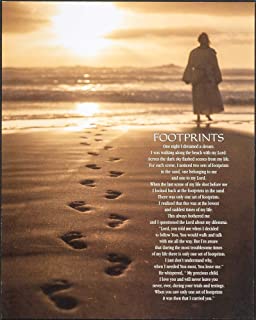 FOOTPRINTS
One night I dreamed a dream.
I was walking along the beach with my Lord.
Across the dark sky flashed scenes from my life.
For each scene, I noticed two sets of footprints
in the sand, one belonging to me
and one to my Lord.
When the last scene of my life shot before me
I looked back at the footprints in the sand.
There was only one set of footprints.
I realized that this was at the lowest
and saddest times of my life.
This always bothered me
and I questioned the Lord about my dilemma.
"Lord, you told me when I decided
to follow You, You would walk and talk
with me all the way. But I'm aware
that during the most troublesome times
of my life there is only one set of footprints.
I just don't understand why,
when I needed You most, You leave me."
He whispered, "My precious child,
I love you and will never leave you
never, ever, during your trials and testings.
When you saw only one set of footprints
it was then that I carried you."